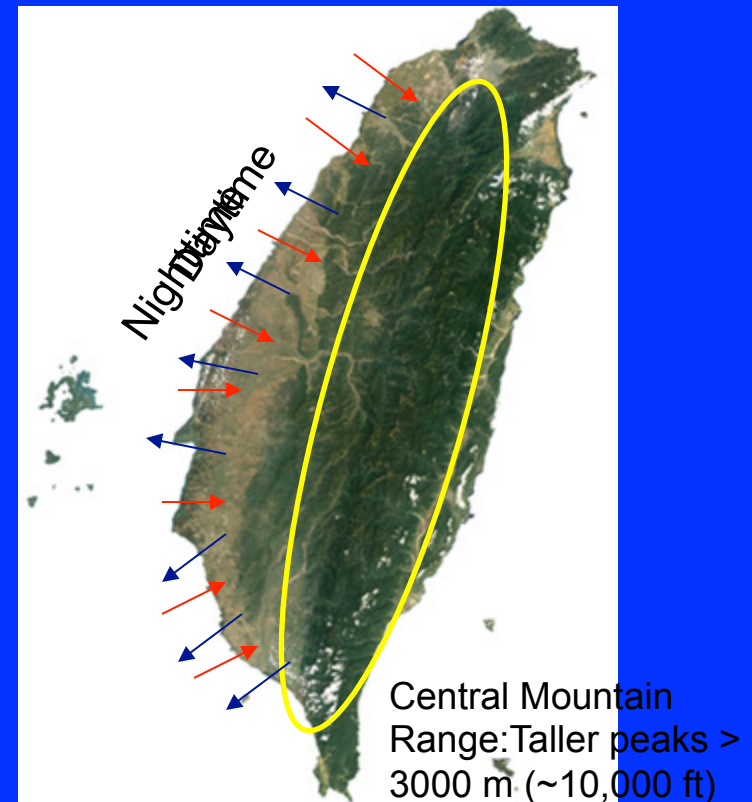 Nighttime
Daytime
Central Mountain
Range:Taller peaks >
3000 m (~10,000 ft)